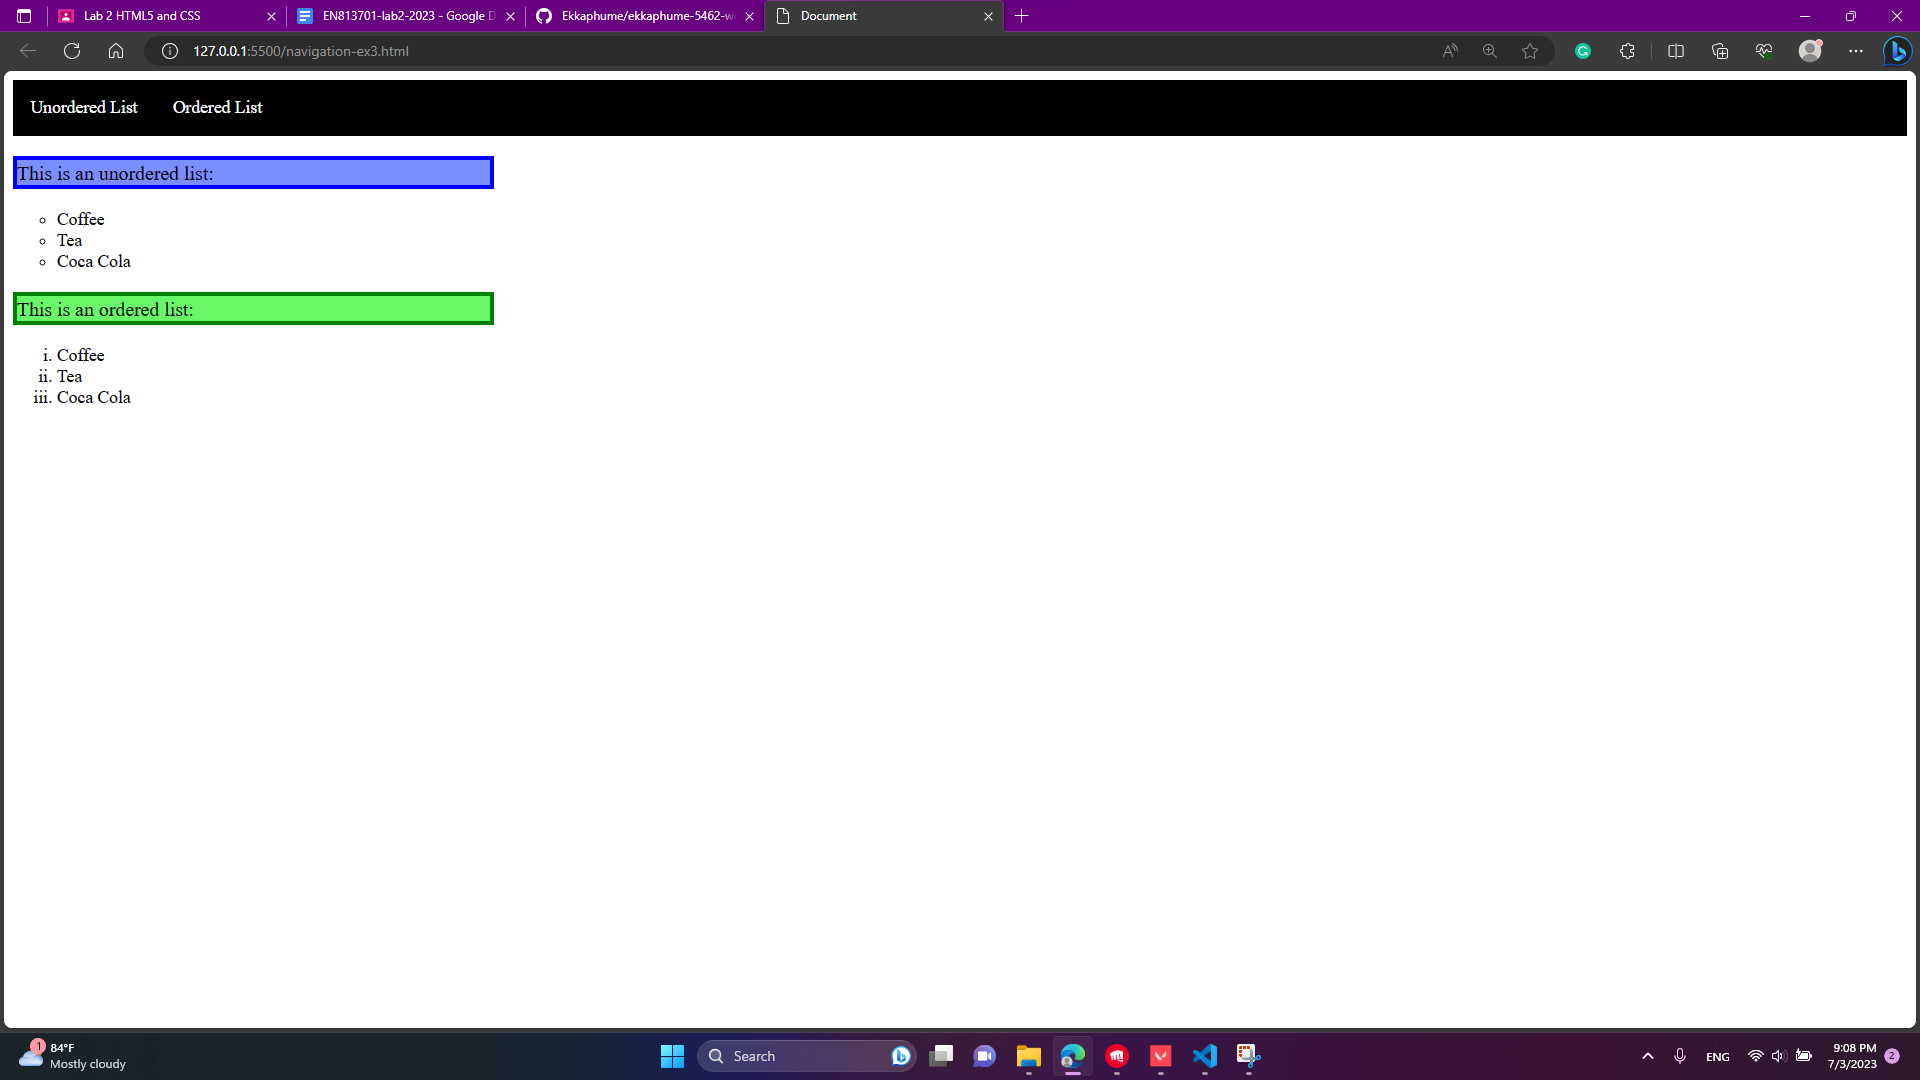 Lab 2 HTML5 and CSS
EN813701-lab2-2023 - Google D
Ekkaphume/ekkaphume-5462-w
Document
127.0.0.1:5500/navigation-ex3.html
Unordered List
Ordered List
This is an unordered list:
Coffee
Tea
Coca Cola
This is an ordered list:
i. Coffee
ii. Tea
iii. Coca Cola
1
84°F
Mostly cloudy
Search
ENG
9:08 PM
7/3/2023
2